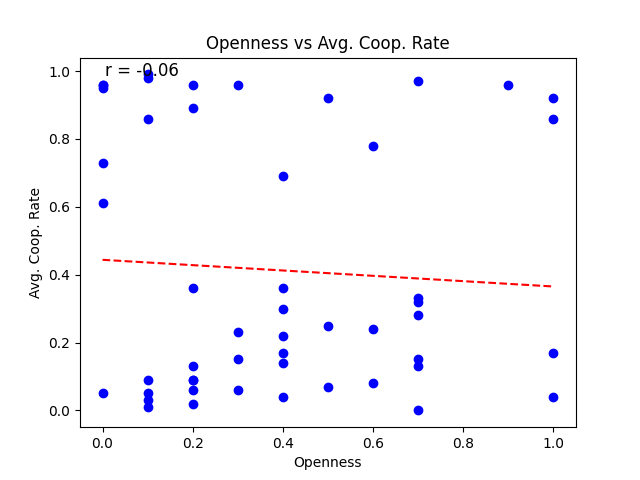 Openness vs Avg. Coop. Rate
r = -0.06
1.0
0.8
0.6
0.4
0.2
0.0
Avg. Coop. Rate
0.0 0.2 0.4 0.6 0.8 1.0
Openness